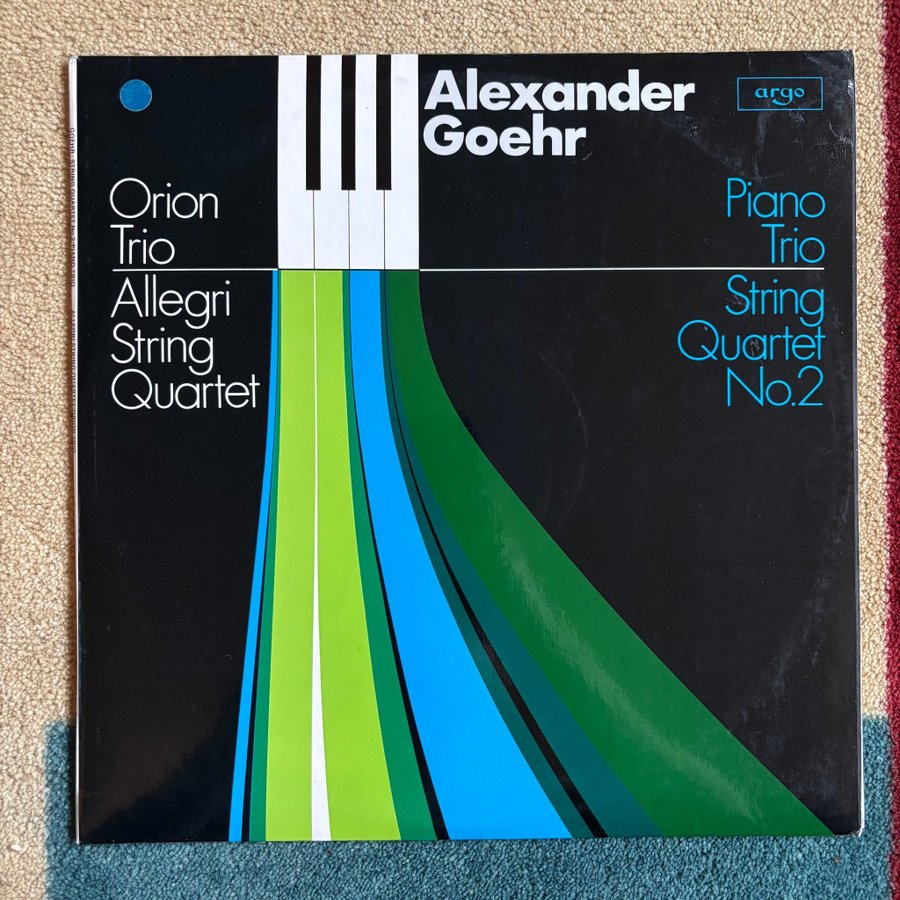 Alexander
Goehr
argo
Orion
Trio
Allegri
String
Quartet
Piano
Trio
String
Quartet
No.2